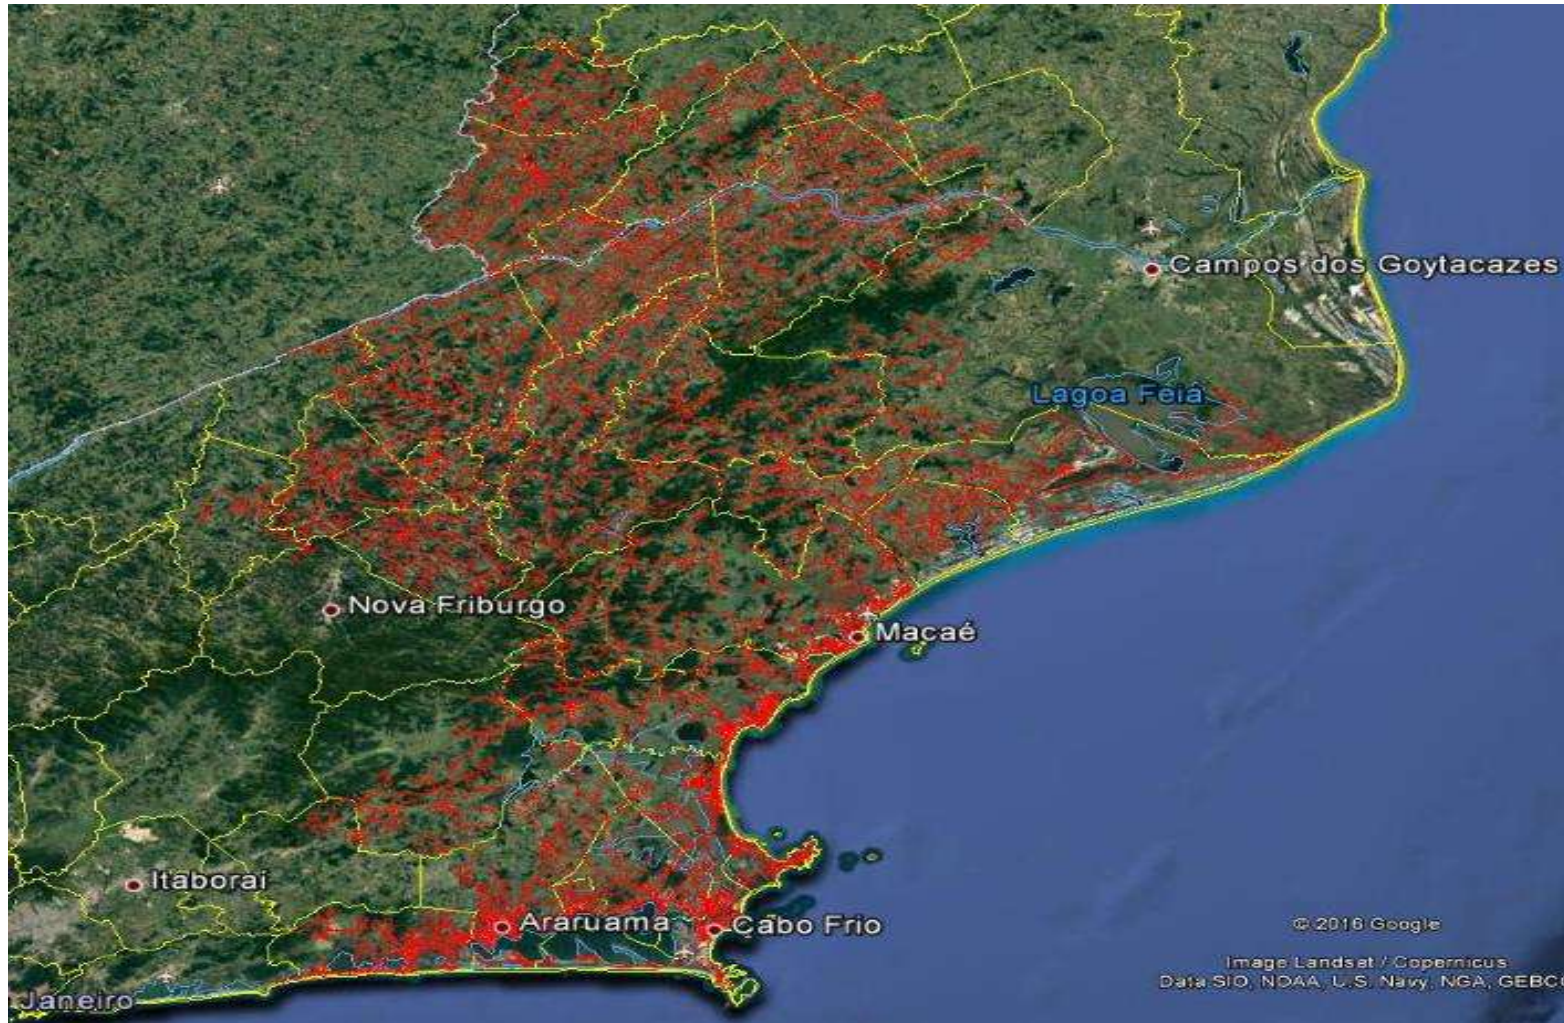 Campos dos Goytacazes
Lagoa Feia
Nova Friburgo
Macaé
Itaboraí
Araruama
Cabo Frio
© 2016 Google
Image Landsat / Copernicus
Data SIO, NOAA, U.S. Navy, NGA, GEBC
Janeiro